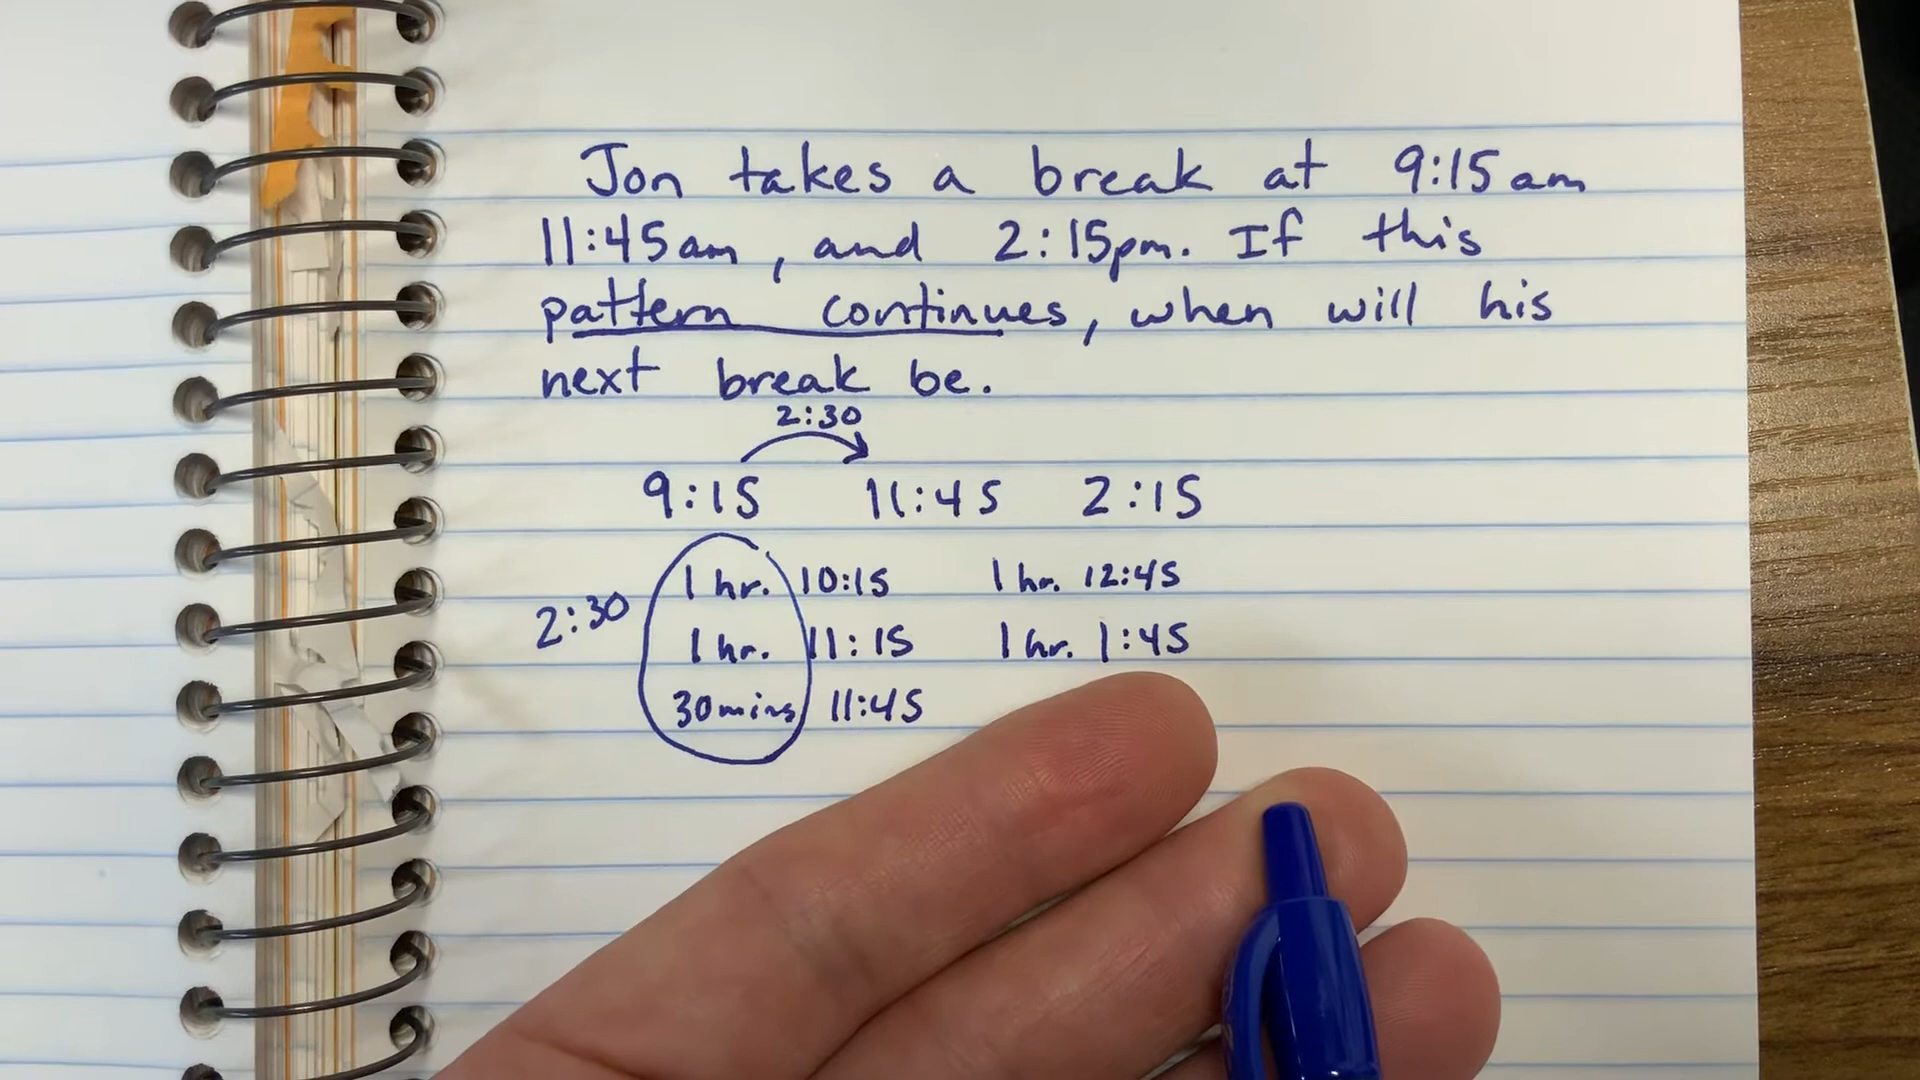 Jon takes a break at 9:15 am
11:45 am, and 2:15pm. If this
pattern continues, when will his
next break be.
2:30
9:15 11:45 2:15
1 hr. 10:15 1 hr. 12:45
2:30
1 hr. 11:15 1 hr. 1:45
30 mins 11:45